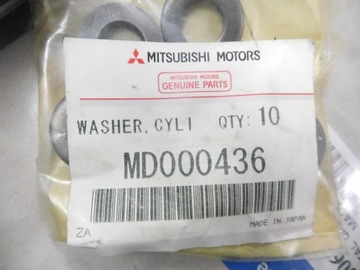 MITSUBISHI MOTORS
MITSUBISHI MOTORS
GENUINE PARTS
WASHER, CYLI QTY: 10
MD000436
MADE IN JAPAN
ZA